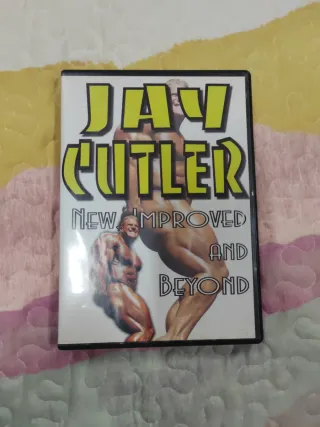 JAY
CUTLER
NEW, IMPROVED
AND
BEYOND